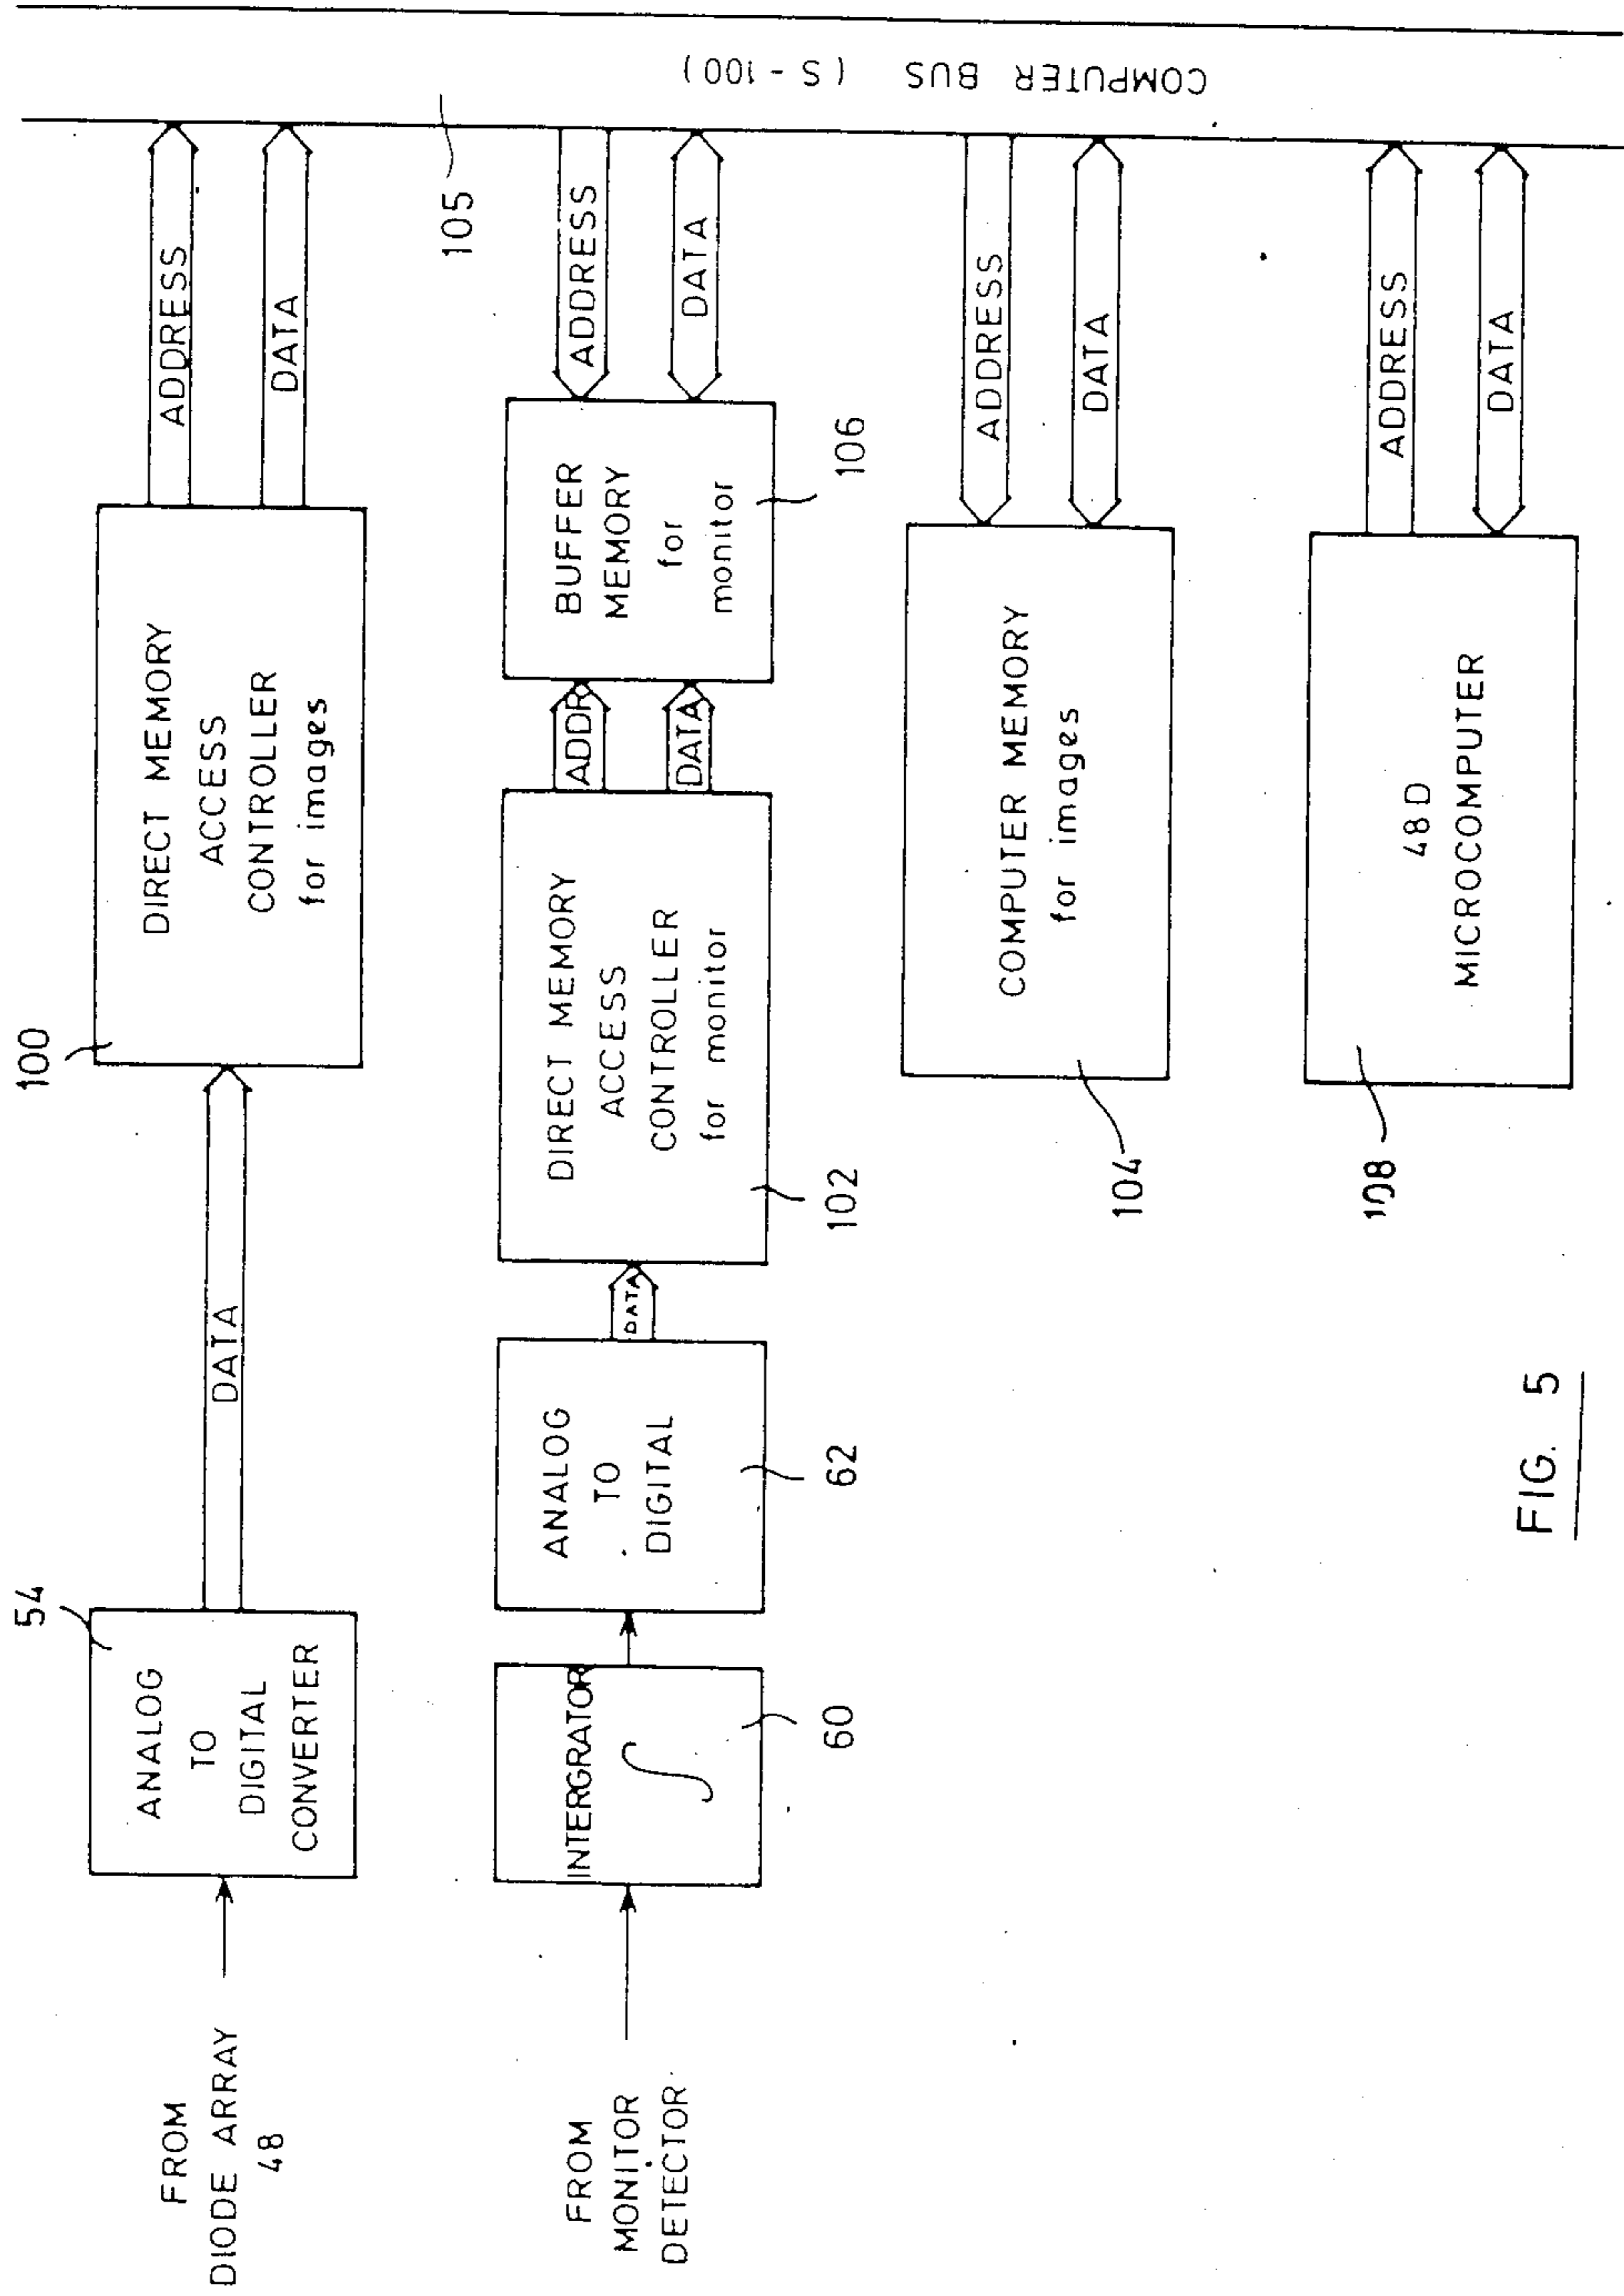 FROM
DIODE ARRAY
48
54
ANALOG
TO
DIGITAL
CONVERTER
DATA
100
DIRECT MEMORY
ACCESS
CONTROLLER
for images
ADDRESS
DATA
FROM
MONITOR
DETECTOR
INTERGRATOR
∫
60
ANALOG
TO
DIGITAL
62
DATA
DIRECT MEMORY
ACCESS
CONTROLLER
for monitor
102
ADDR
DATA
BUFFER
MEMORY
for
monitor
106
ADDRESS
DATA
105
COMPUTER BUS (S-100)
COMPUTER MEMORY
for images
104
ADDRESS
DATA
48D
MICROCOMPUTER
108
ADDRESS
DATA
FIG. 5